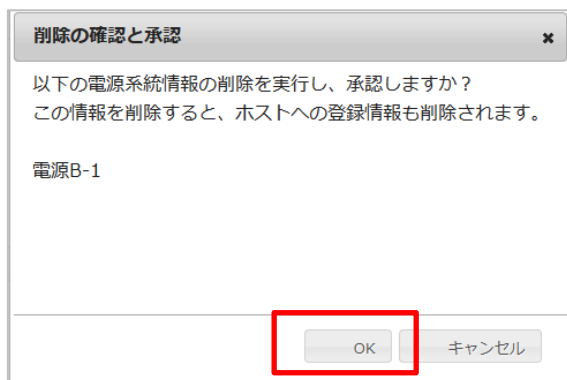 削除の確認と承認
以下の電源系統情報の削除を実行し、承認しますか？
この情報を削除すると、ホストへの登録情報も削除されます。
電源B-1
OK キャンセル